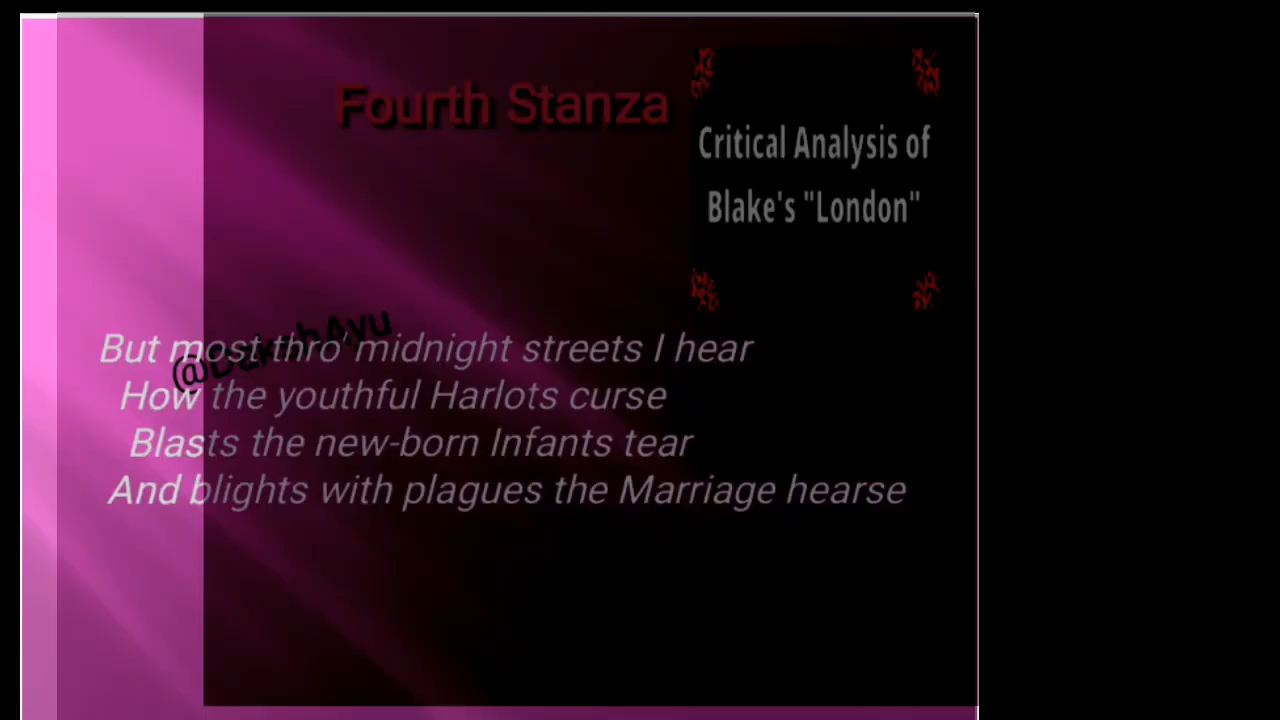 Fourth Stanza
Critical Analysis of
Blake's "London"
But most thro' midnight streets I hear
How the youthful Harlots curse
Blasts the new-born Infants tear
And blights with plagues the Marriage hearse